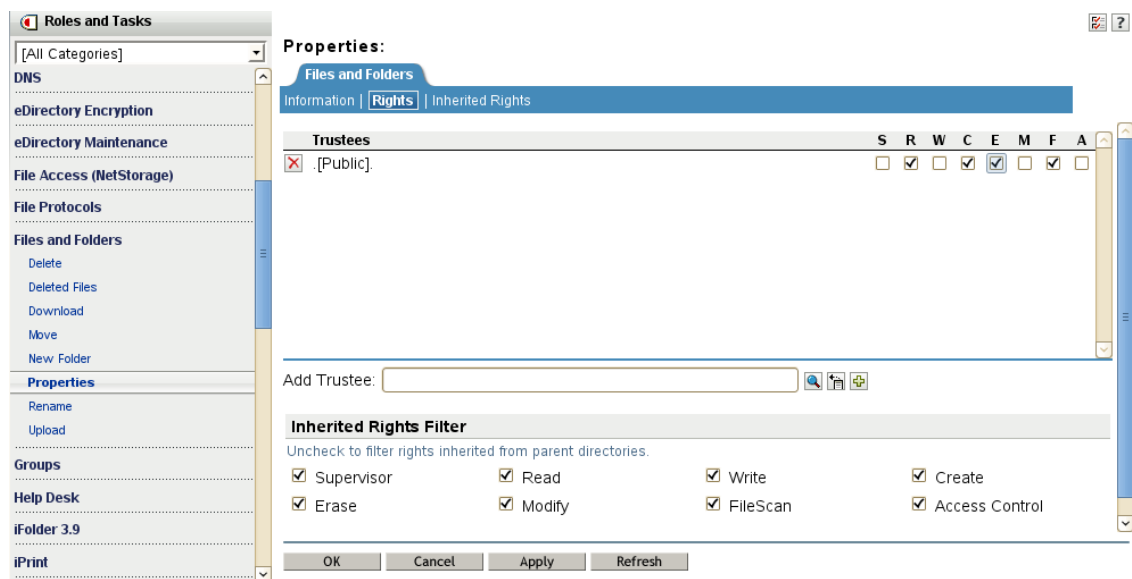 Roles and Tasks
[All Categories]
DNS
eDirectory Encryption
eDirectory Maintenance
File Access (NetStorage)
File Protocols
Files and Folders
Delete
Deleted Files
Download
Move
New Folder
Properties
Rename
Upload
Groups
Help Desk
iFolder 3.9
iPrint
?
Properties:
Files and Folders
Information | Rights | Inherited Rights
Trustees S R W C E M F A
.[Public].
Add Trustee:
Inherited Rights Filter
Uncheck to filter rights inherited from parent directories.
Supervisor Read Write Create
Erase Modify FileScan Access Control
OK Cancel Apply Refresh